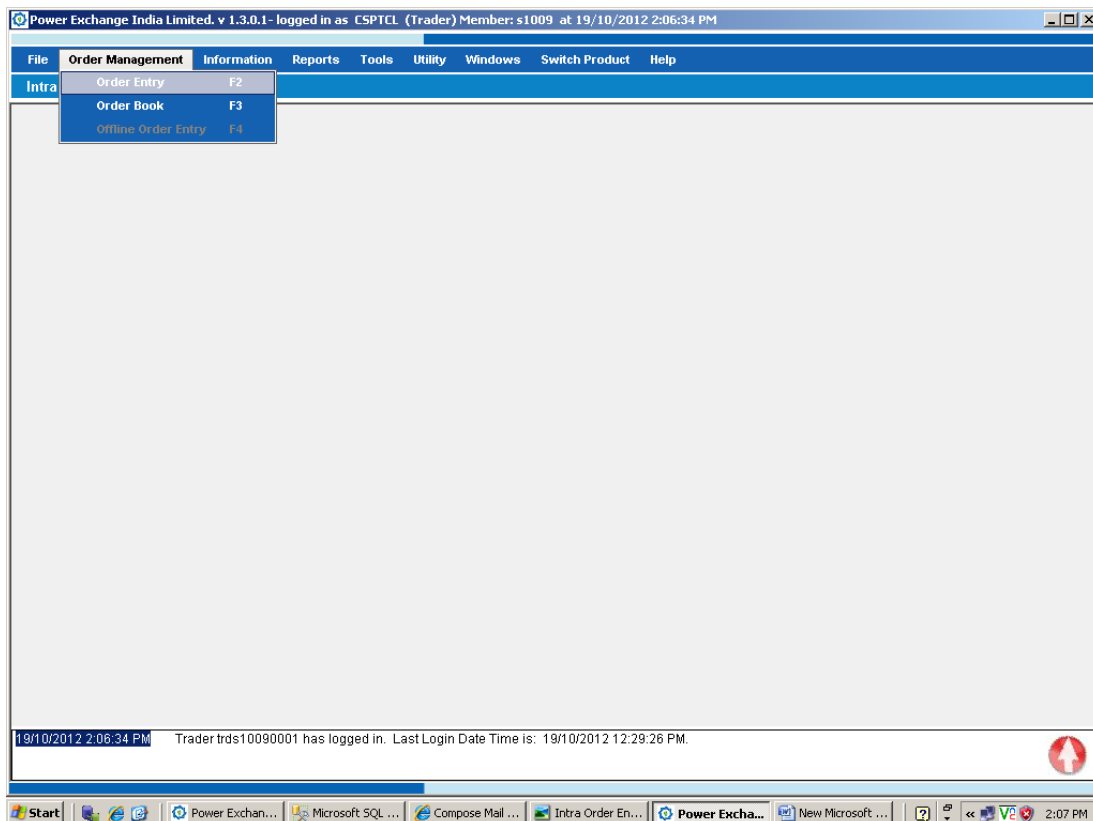 Power Exchange India Limited. v 1.3.0.1- logged in as CSPTCL (Trader) Member: s1009 at 19/10/2012 2:06:34 PM
File Order Management Information Reports Tools Utility Windows Switch Product Help
Intra
Order Entry F2
Order Book F3
Offline Order Entry F4
19/10/2012 2:06:34 PM Trader trds10090001 has logged in. Last Login Date Time is: 19/10/2012 12:29:26 PM.
Start Power Exchan... Microsoft SQL ... Compose Mail ... Intra Order En... Power Excha... New Microsoft ... 2:07 PM